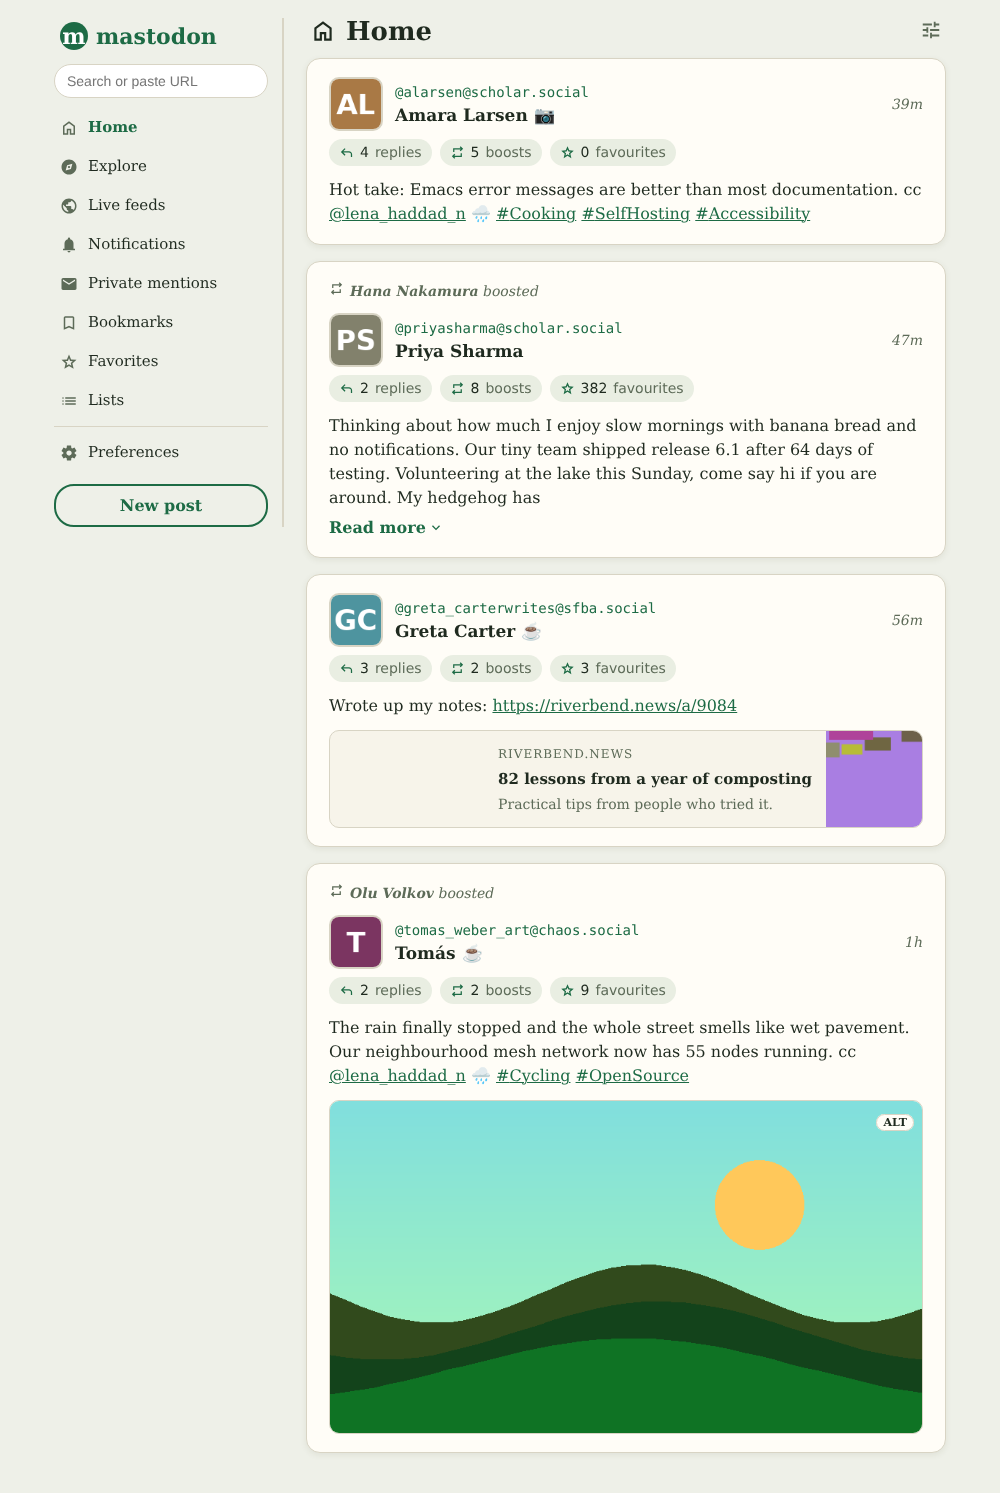 mastodon
Search or paste URL
Home
Explore
Live feeds
Notifications
Private mentions
Bookmarks
Favorites
Lists
Preferences
New post
Home
AL
@alarsen@scholar.social
Amara Larsen 📷
39m
4 replies
5 boosts
0 favourites
Hot take: Emacs error messages are better than most documentation. cc
@lena_haddad_n 🌧️ #Cooking #SelfHosting #Accessibility
Hana Nakamura boosted
PS
@priyasharma@scholar.social
Priya Sharma
47m
2 replies
8 boosts
382 favourites
Thinking about how much I enjoy slow mornings with banana bread and
no notifications. Our tiny team shipped release 6.1 after 64 days of
testing. Volunteering at the lake this Sunday, come say hi if you are
around. My hedgehog has
Read more
GC
@greta_carterwrites@sfba.social
Greta Carter ☕
56m
3 replies
2 boosts
3 favourites
Wrote up my notes: https://riverbend.news/a/9084
RIVERBEND.NEWS
82 lessons from a year of composting
Practical tips from people who tried it.
Olu Volkov boosted
T
@tomas_weber_art@chaos.social
Tomás ☕
1h
2 replies
2 boosts
9 favourites
The rain finally stopped and the whole street smells like wet pavement.
Our neighbourhood mesh network now has 55 nodes running. cc
@lena_haddad_n 🌧️ #Cycling #OpenSource
ALT